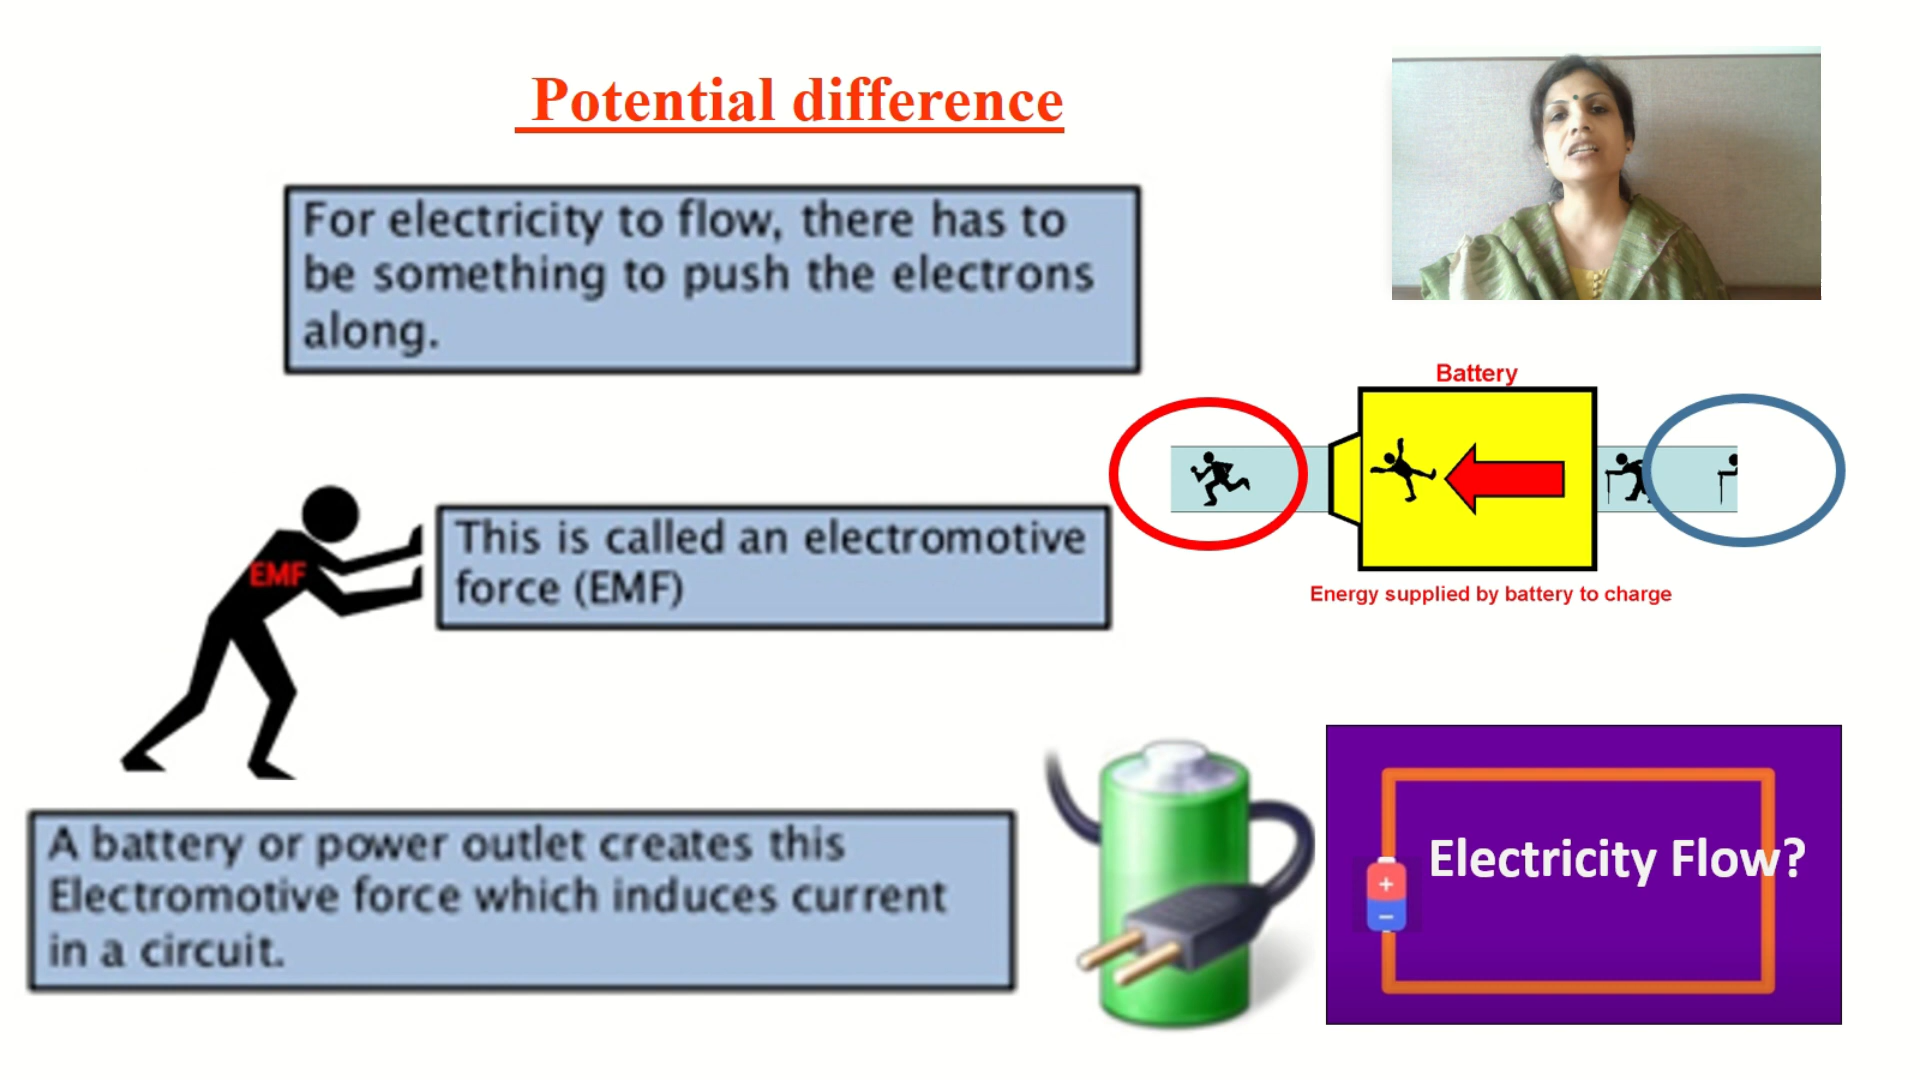 Potential difference
For electricity to flow, there has to
be something to push the electrons
along.
Battery
EMF
This is called an electromotive
force (EMF)
Energy supplied by battery to charge
A battery or power outlet creates this
Electromotive force which induces current
in a circuit.
Electricity Flow?
+
−